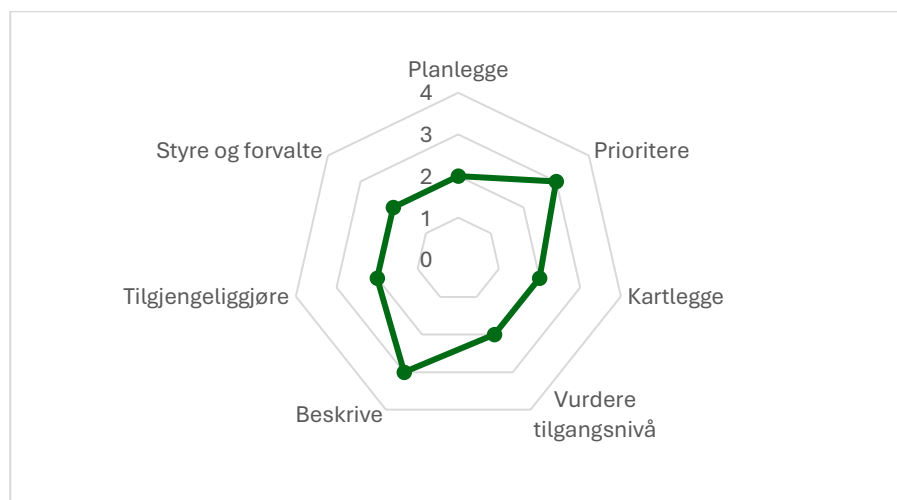 Planlegge
4
3
2
1
0
Prioritere
Kartlegge
Vurdere
tilgangsnivå
Beskrive
Tilgjengeliggjøre
Styre og forvalte